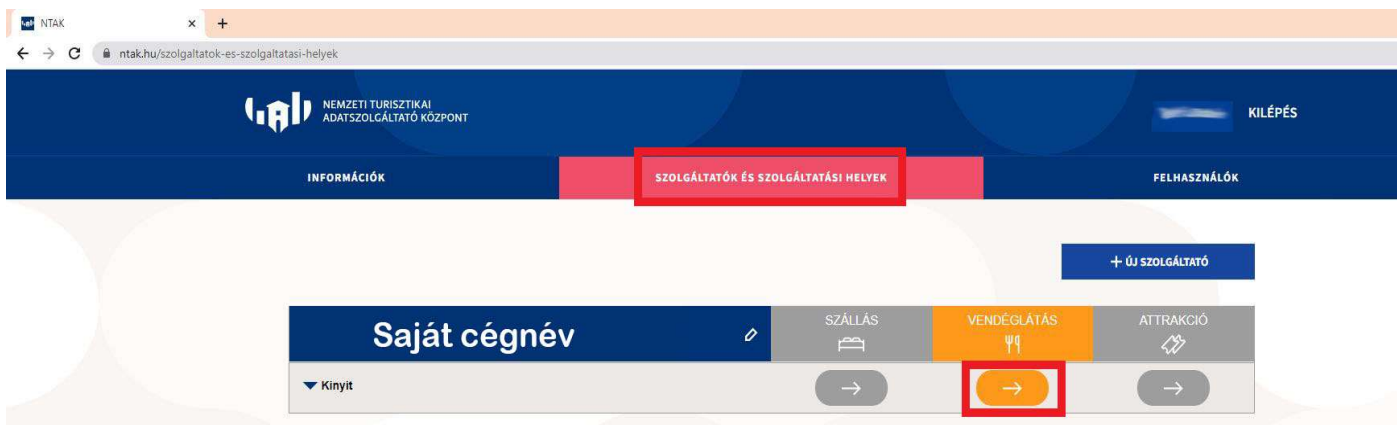 NTAK
ntak.hu/szolgaltatok-es-szolgaltatasi-helyek
NEMZETI TURISZTIKAI
ADATSZOLGÁLTATÓ KÖZPONT
KILÉPÉS
INFORMÁCIÓK
SZOLGÁLTATÓK ÉS SZOLGÁLTATÁSI HELYEK
FELHASZNÁLÓK
+ ÚJ SZOLGÁLTATÓ
Saját cégnév
SZÁLLÁS
VENDÉGLÁTÁS
ATTRAKCIÓ
Kinyit